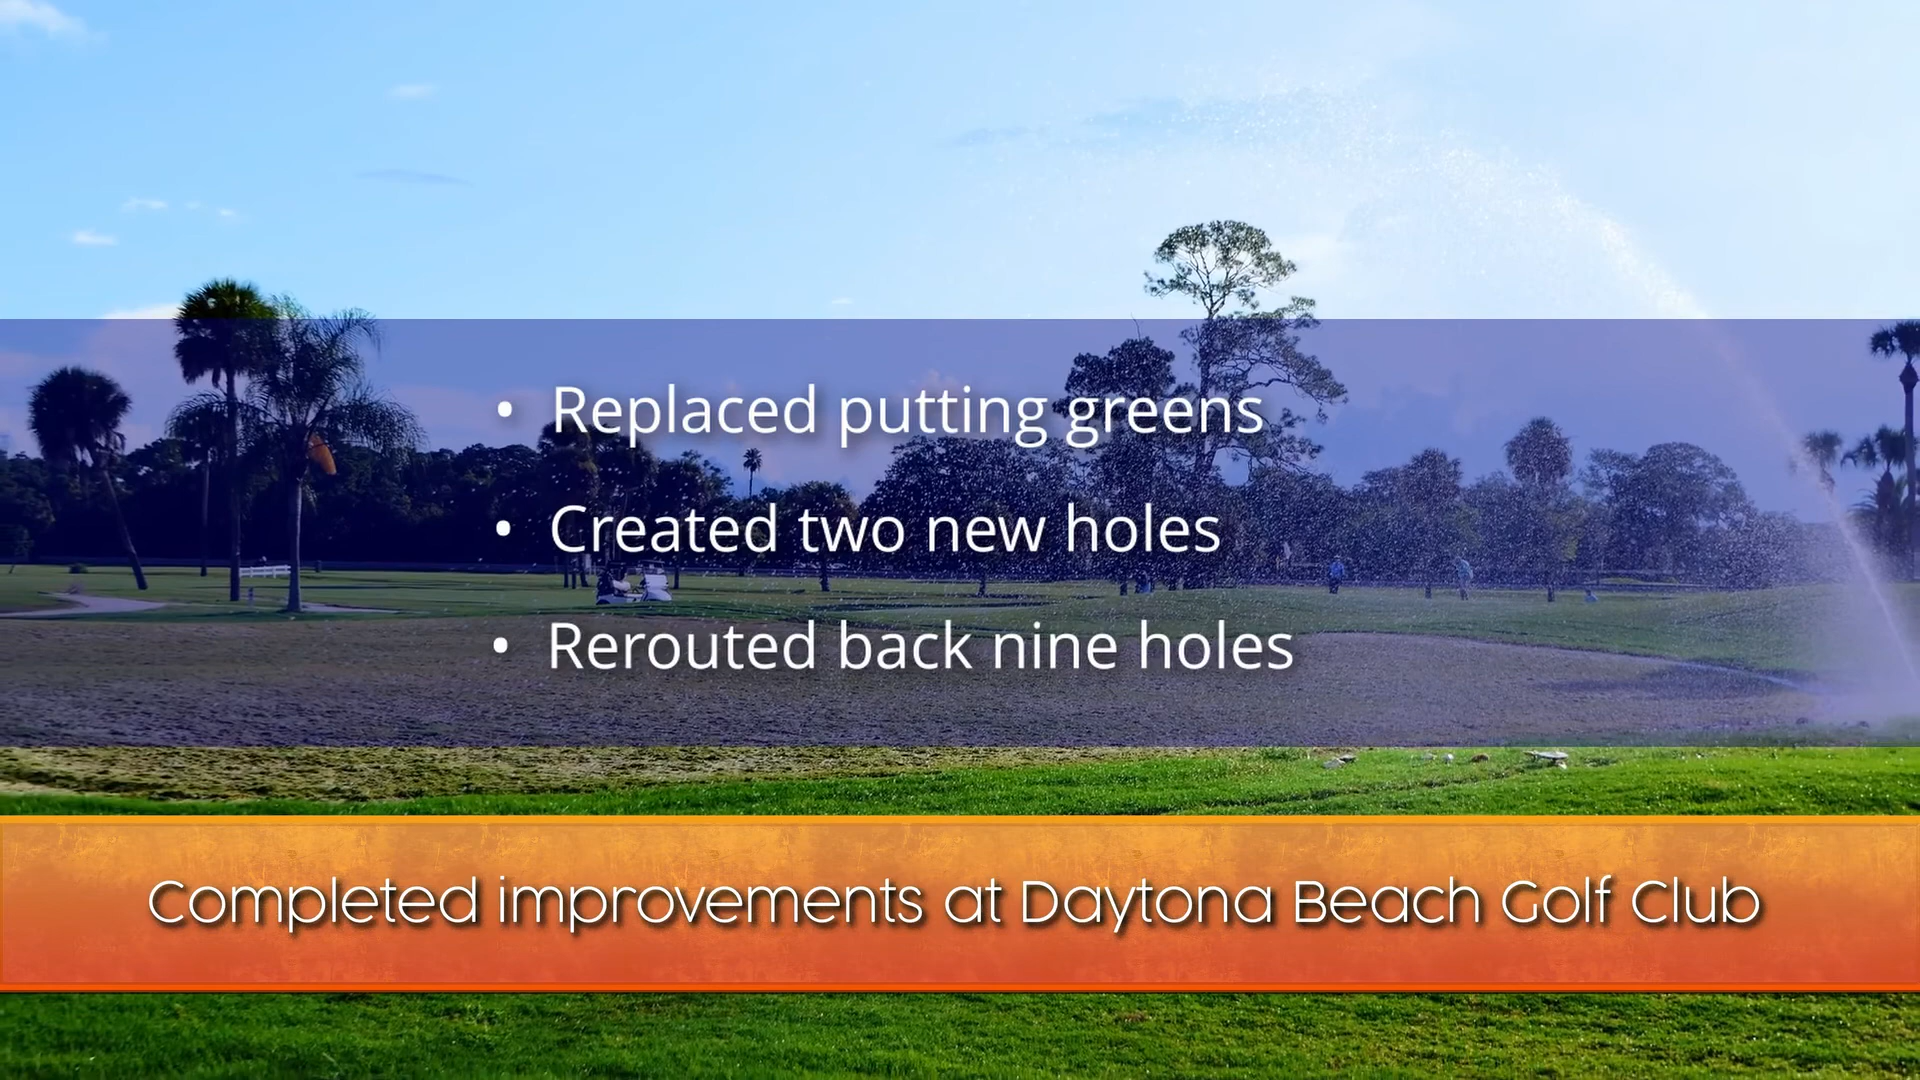 • Replaced putting greens
• Created two new holes
• Rerouted back nine holes
Completed improvements at Daytona Beach Golf Club